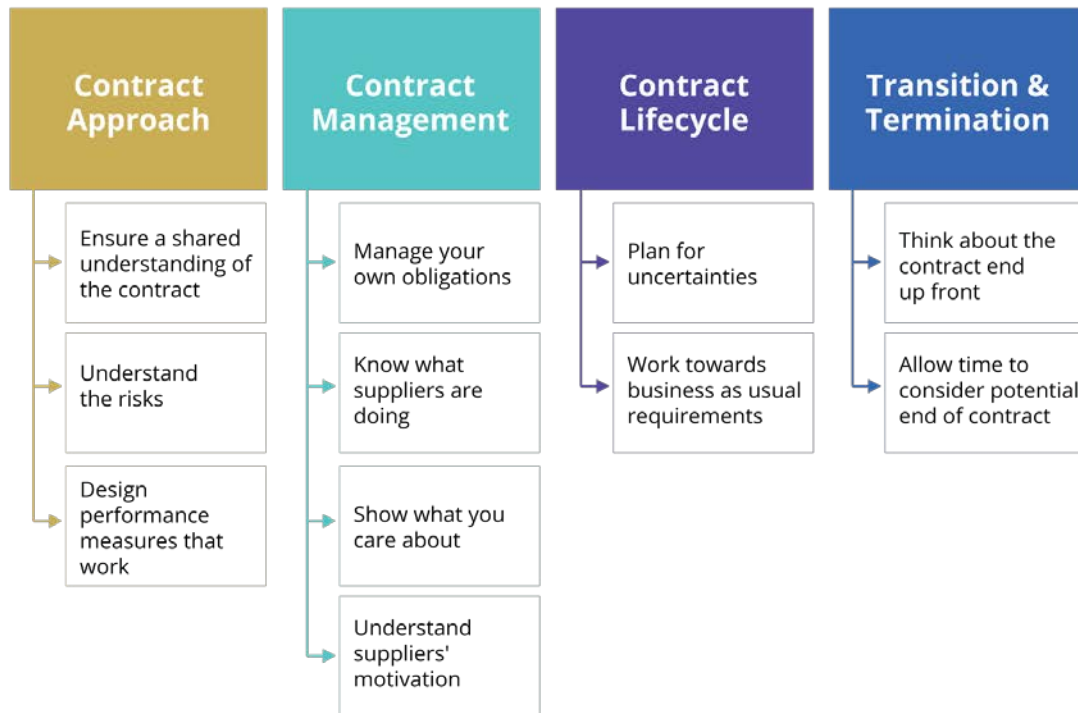 Contract
Approach
Ensure a shared
understanding of
the contract
Understand
the risks
Design
performance
measures that
work
Contract
Management
Manage your
own obligations
Know what
suppliers are
doing
Show what you
care about
Understand
suppliers'
motivation
Contract
Lifecycle
Plan for
uncertainties
Work towards
business as usual
requirements
Transition &
Termination
Think about the
contract end
up front
Allow time to
consider potential
end of contract